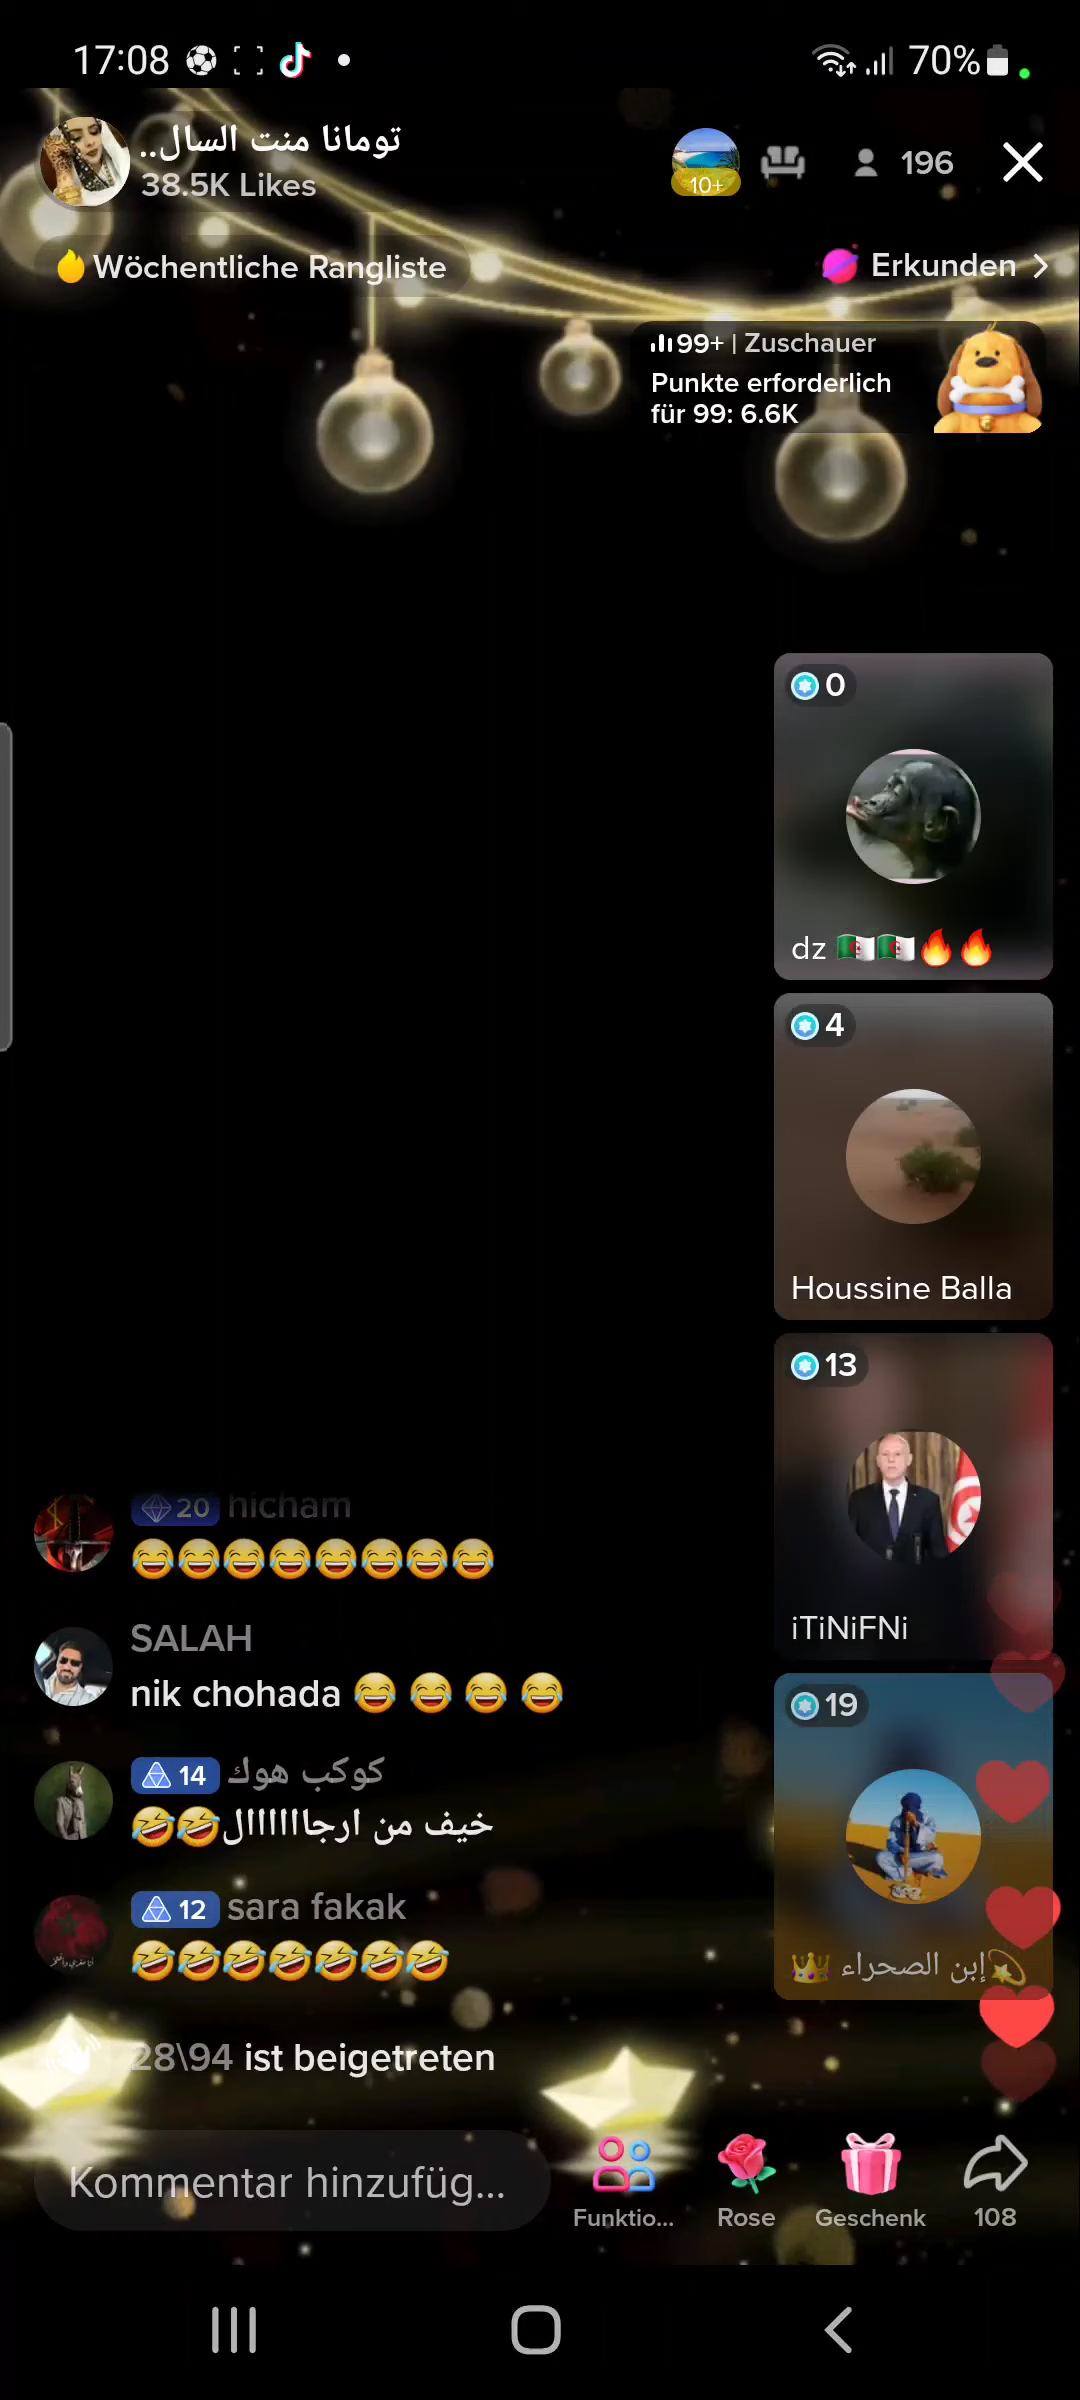 17:08
70%
تومانا منت السال..
38.5K Likes
10+
196
Wöchentliche Rangliste
Erkunden
99+ | Zuschauer
Punkte erforderlich
für 99: 6.6K
0
dz
4
Houssine Balla
13
iTiNiFNi
19
إبن الصحراء
20 hicham
😂😂😂😂😂😂😂😂
SALAH
nik chohada 😂 😂 😂 😂
14 كوكب هوك
خيف من ارجاااااال🤣🤣
12 sara fakak
🤣🤣🤣🤣🤣🤣🤣
28\94 ist beigetreten
Kommentar hinzufüg...
Funktio...
Rose
Geschenk
108